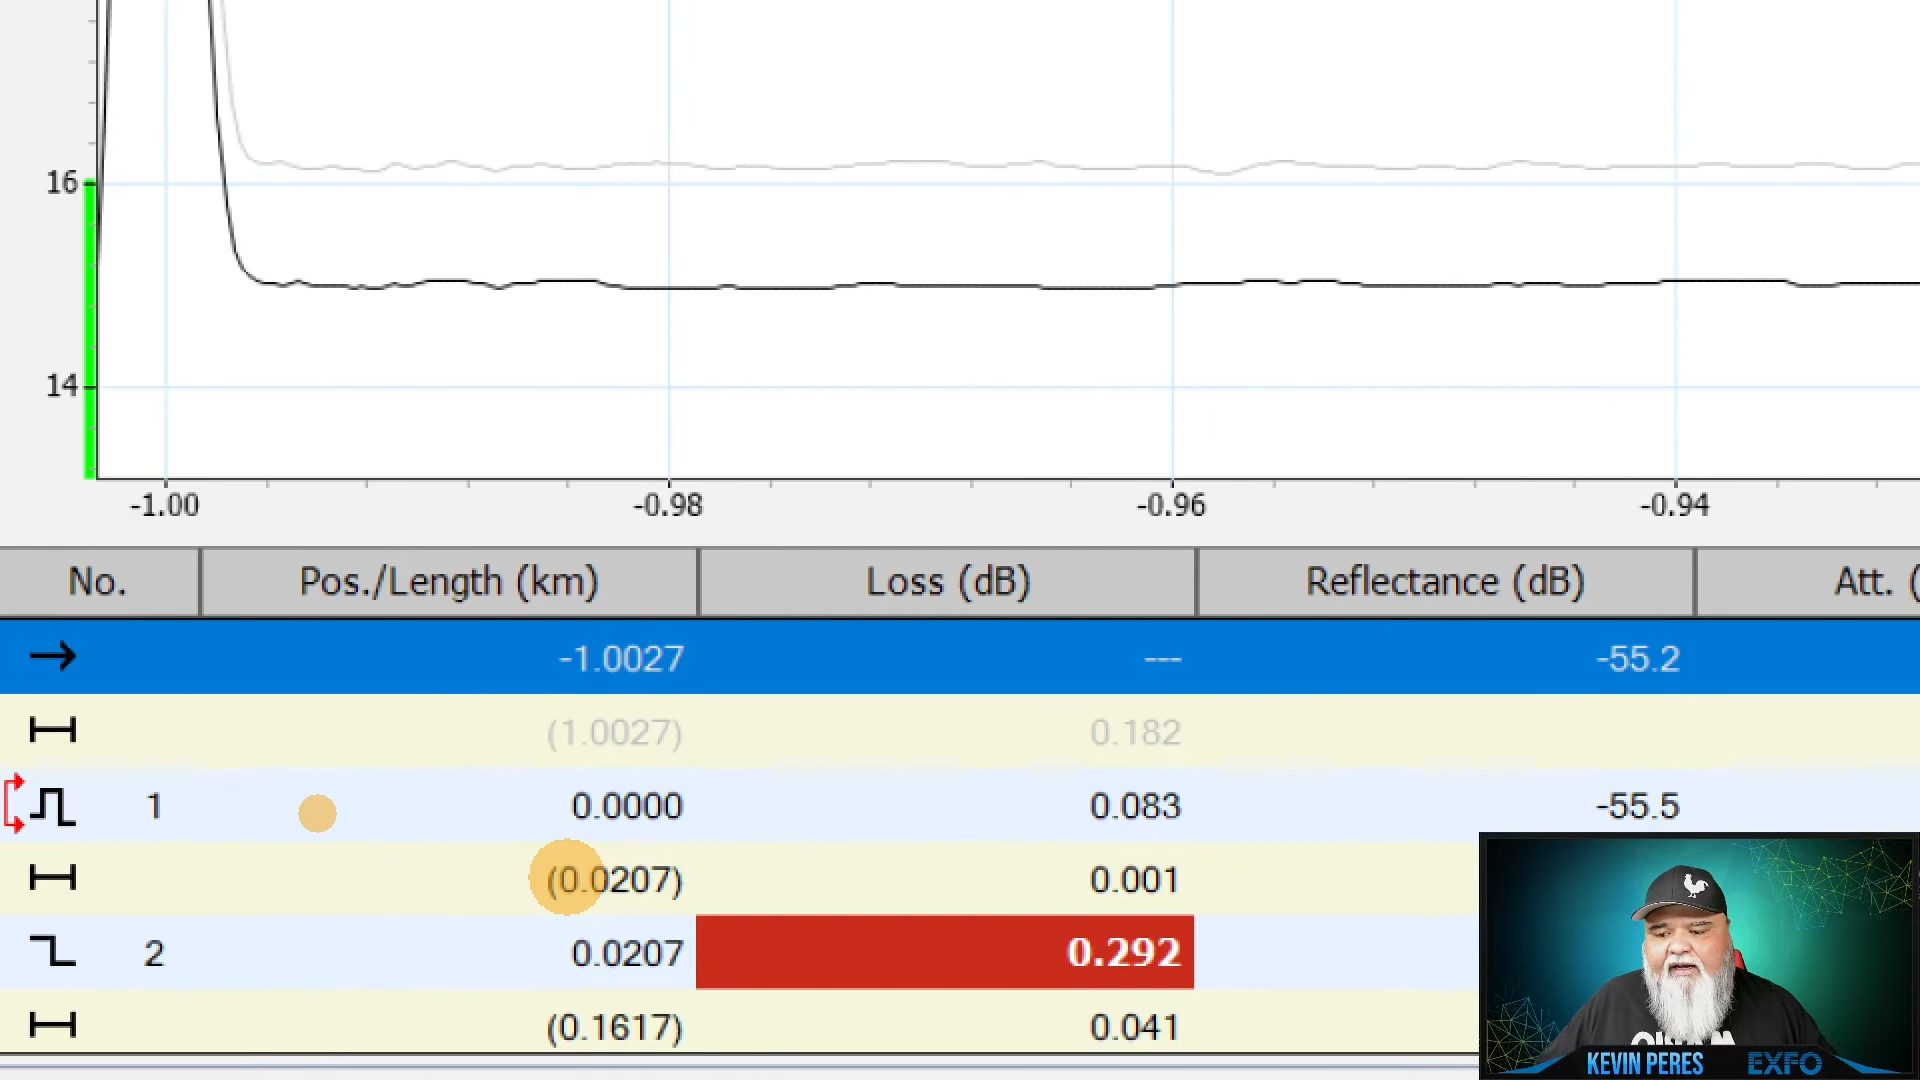 16
14
-1.00 -0.98 -0.96 -0.94
No. Pos./Length (km) Loss (dB) Reflectance (dB) Att. (
-1.0027 --- -55.2
(1.0027) 0.182
1 0.0000 0.083 -55.5
(0.0207) 0.001
2 0.0207 0.292
(0.1617) 0.041
KEVIN PERES EXFO